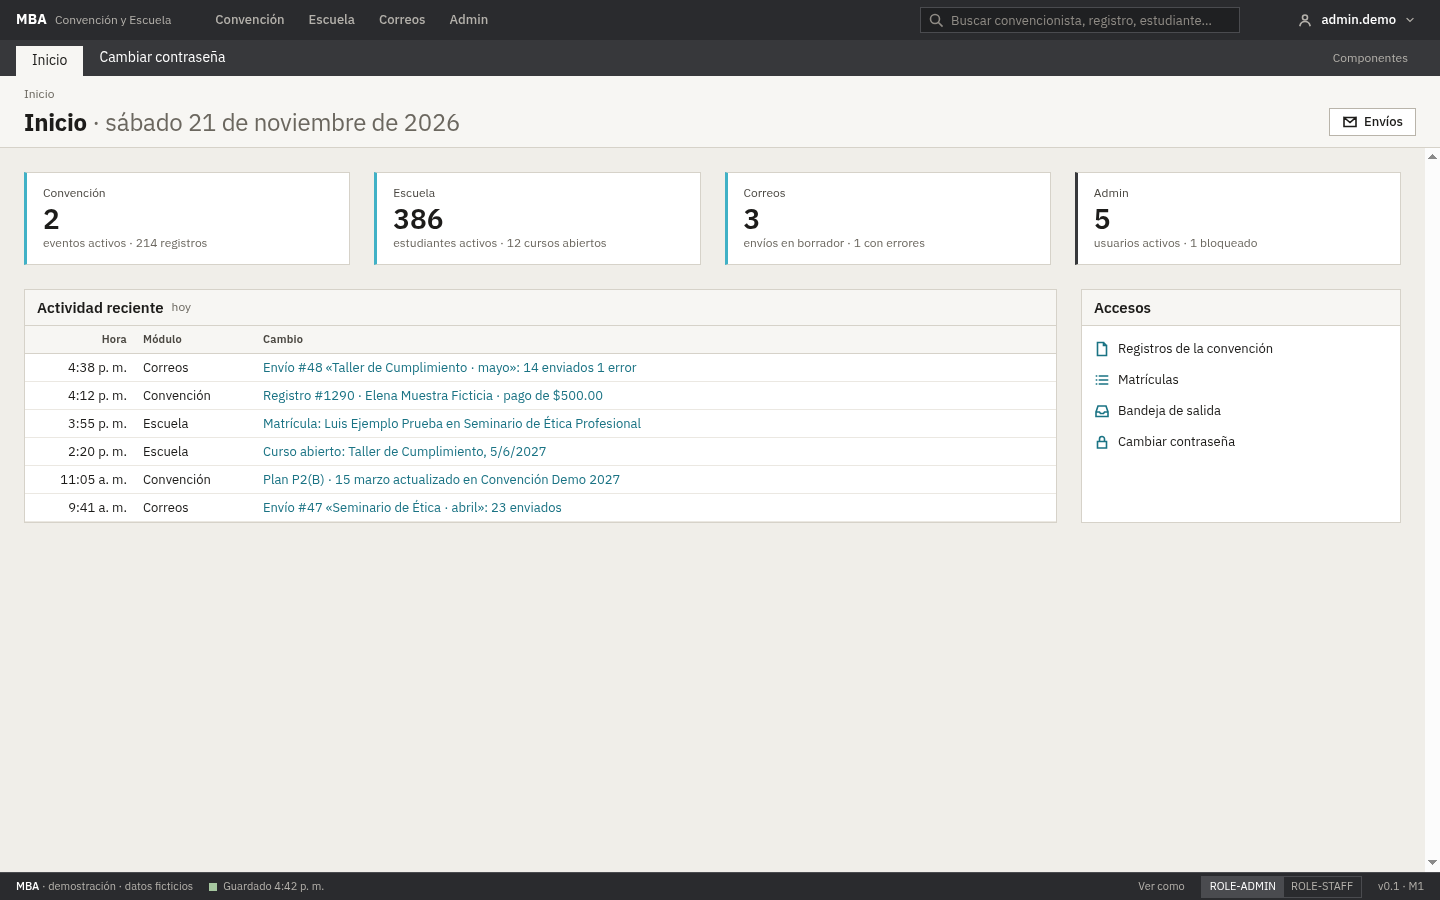 MBA Convención y Escuela Convención Escuela Correos Admin Buscar convencionista, registro, estudiante... admin.demo
Inicio Cambiar contraseña Componentes
Inicio
Inicio · sábado 21 de noviembre de 2026 Envíos
Convención Escuela Correos Admin
2 386 3 5
eventos activos · 214 registros estudiantes activos · 12 cursos abiertos envíos en borrador · 1 con errores usuarios activos · 1 bloqueado
Actividad reciente hoy Accesos
Hora Módulo Cambio
4:38 p. m. Correos Envío #48 «Taller de Cumplimiento · mayo»: 14 enviados 1 error
4:12 p. m. Convención Registro #1290 · Elena Muestra Ficticia · pago de $500.00
3:55 p. m. Escuela Matrícula: Luis Ejemplo Prueba en Seminario de Ética Profesional
2:20 p. m. Escuela Curso abierto: Taller de Cumplimiento, 5/6/2027
11:05 a. m. Convención Plan P2(B) · 15 marzo actualizado en Convención Demo 2027
9:41 a. m. Correos Envío #47 «Seminario de Ética · abril»: 23 enviados
Registros de la convención
Matrículas
Bandeja de salida
Cambiar contraseña
MBA · demostración · datos ficticios Guardado 4:42 p. m. Ver como ROLE-ADMIN ROLE-STAFF v0.1 · M1